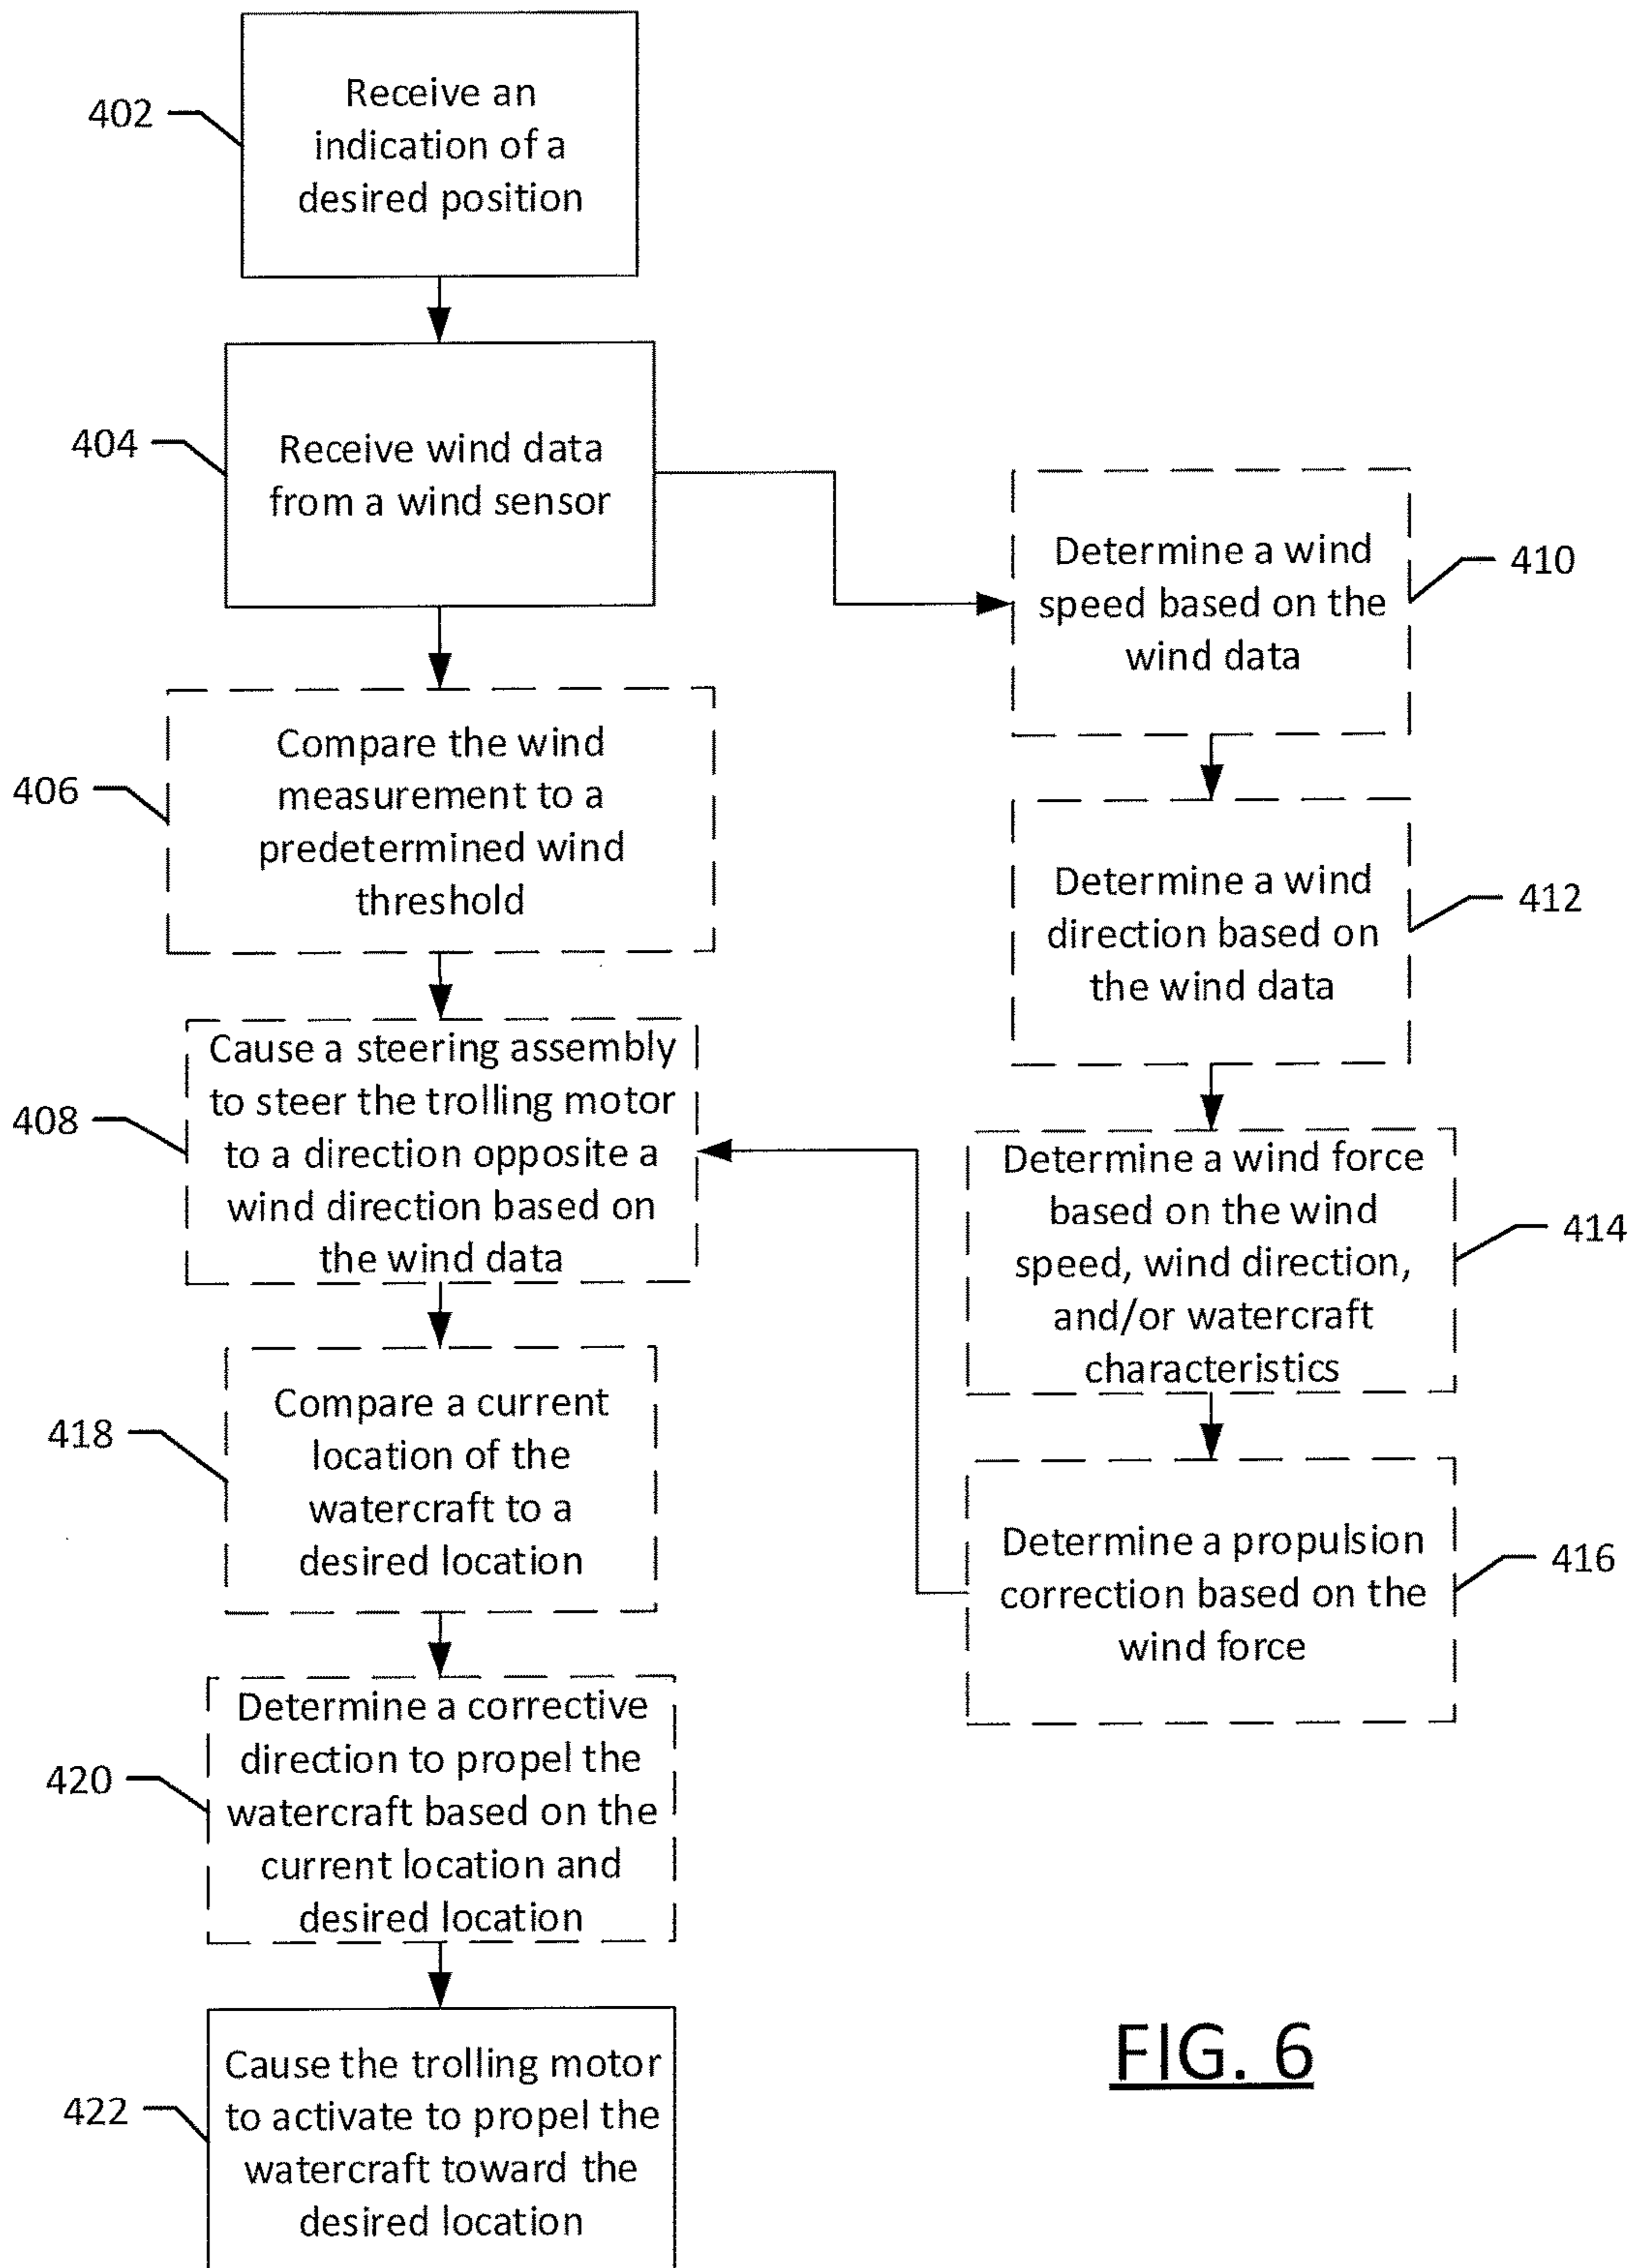 402
Receive an
indication of a
desired position
404
Receive wind data
from a wind sensor
406
Compare the wind
measurement to a
predetermined wind
threshold
408
Cause a steering assembly
to steer the trolling motor
to a direction opposite a
wind direction based on
the wind data
410
Determine a wind
speed based on the
wind data
412
Determine a wind
direction based on
the wind data
414
Determine a wind force
based on the wind
speed, wind direction,
and/or watercraft
characteristics
416
Determine a propulsion
correction based on the
wind force
418
Compare a current
location of the
watercraft to a
desired location
420
Determine a corrective
direction to propel the
watercraft based on the
current location and
desired location
422
Cause the trolling motor
to activate to propel the
watercraft toward the
desired location
FIG. 6